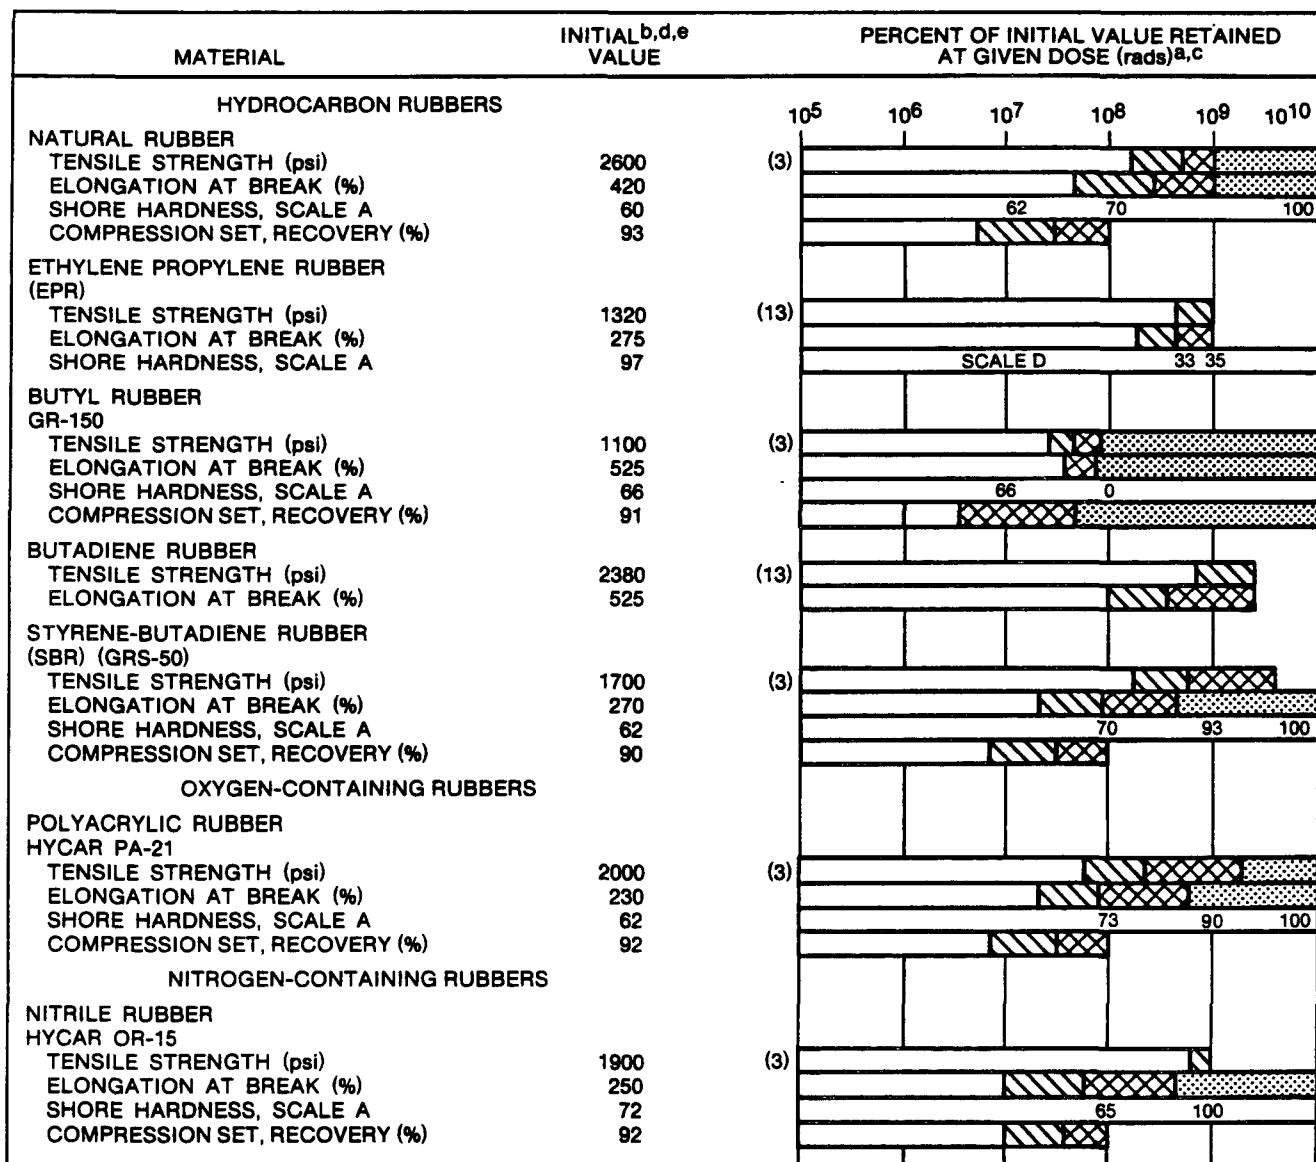 MATERIAL INITIALb,d,e VALUE PERCENT OF INITIAL VALUE RETAINED AT GIVEN DOSE (rads)a,c
HYDROCARBON RUBBERS 10^5 10^6 10^7 10^8 10^9 10^10
NATURAL RUBBER
TENSILE STRENGTH (psi) 2600 (3)
ELONGATION AT BREAK (%) 420
SHORE HARDNESS, SCALE A 60 62 70 100
COMPRESSION SET, RECOVERY (%) 93
ETHYLENE PROPYLENE RUBBER
(EPR)
TENSILE STRENGTH (psi) 1320 (13)
ELONGATION AT BREAK (%) 275
SHORE HARDNESS, SCALE A 97 SCALE D 33 35
BUTYL RUBBER
GR-150
TENSILE STRENGTH (psi) 1100 (3)
ELONGATION AT BREAK (%) 525
SHORE HARDNESS, SCALE A 66 66 0
COMPRESSION SET, RECOVERY (%) 91
BUTADIENE RUBBER
TENSILE STRENGTH (psi) 2380 (13)
ELONGATION AT BREAK (%) 525
STYRENE-BUTADIENE RUBBER
(SBR) (GRS-50)
TENSILE STRENGTH (psi) 1700 (3)
ELONGATION AT BREAK (%) 270
SHORE HARDNESS, SCALE A 62 70 93 100
COMPRESSION SET, RECOVERY (%) 90
OXYGEN-CONTAINING RUBBERS
POLYACRYLIC RUBBER
HYCAR PA-21
TENSILE STRENGTH (psi) 2000 (3)
ELONGATION AT BREAK (%) 230
SHORE HARDNESS, SCALE A 62 73 90 100
COMPRESSION SET, RECOVERY (%) 92
NITROGEN-CONTAINING RUBBERS
NITRILE RUBBER
HYCAR OR-15
TENSILE STRENGTH (psi) 1900 (3)
ELONGATION AT BREAK (%) 250
SHORE HARDNESS, SCALE A 72 65 100
COMPRESSION SET, RECOVERY (%) 92